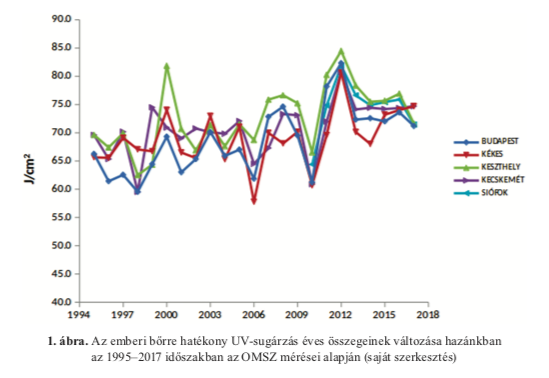 90.0
85.0
80.0
75.0
70.0
65.0
60.0
55.0
50.0
45.0
40.0
J/cm²
1994 1997 2000 2003 2006 2009 2012 2015 2018
BUDAPEST
KÉKES
KESZTHELY
KECSKEMÉT
SIÓFOK
1. ábra. Az emberi bőrre hatékony UV-sugárzás éves összegeinek változása hazánkban
az 1995–2017 időszakban az OMSZ mérései alapján (saját szerkesztés)